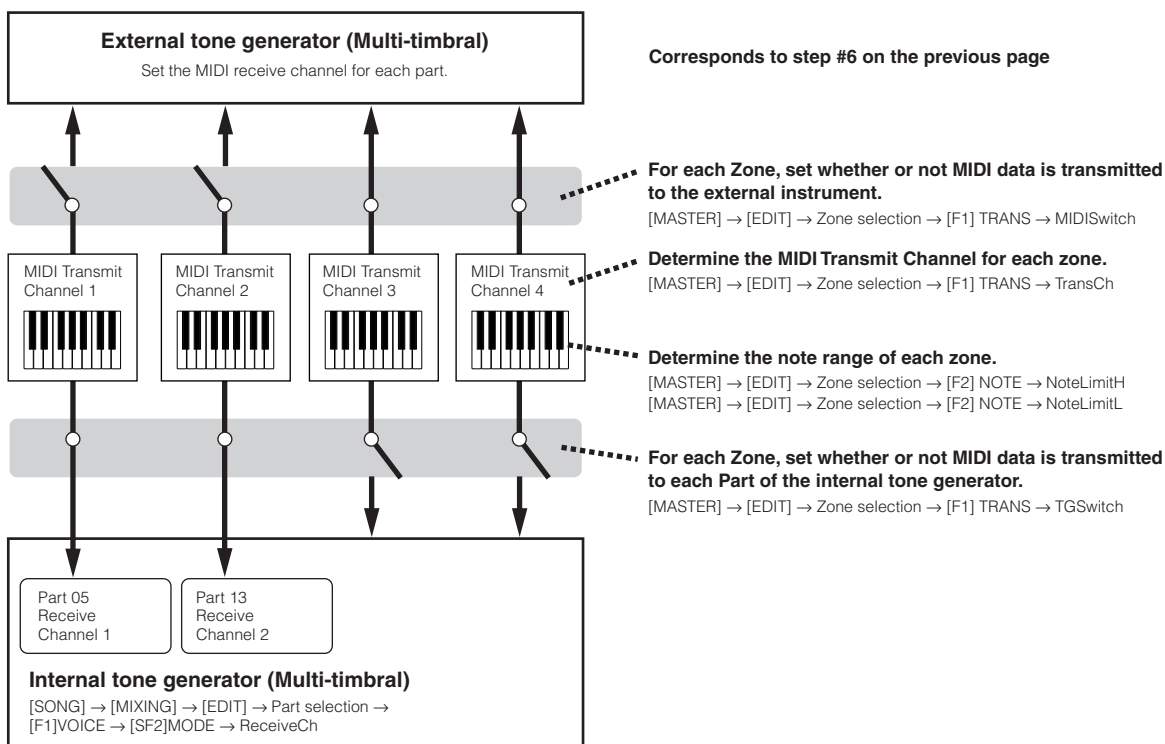 External tone generator (Multi-timbral)
Set the MIDI receive channel for each part.
Corresponds to step #6 on the previous page
For each Zone, set whether or not MIDI data is transmitted
to the external instrument.
[MASTER] → [EDIT] → Zone selection → [F1] TRANS → MIDISwitch
MIDI Transmit
Channel 1
MIDI Transmit
Channel 2
MIDI Transmit
Channel 3
MIDI Transmit
Channel 4
Determine the MIDI Transmit Channel for each zone.
[MASTER] → [EDIT] → Zone selection → [F1] TRANS → TransCh
Determine the note range of each zone.
[MASTER] → [EDIT] → Zone selection → [F2] NOTE → NoteLimitH
[MASTER] → [EDIT] → Zone selection → [F2] NOTE → NoteLimitL
For each Zone, set whether or not MIDI data is transmitted
to each Part of the internal tone generator.
[MASTER] → [EDIT] → Zone selection → [F1] TRANS → TGSwitch
Part 05
Receive
Channel 1
Part 13
Receive
Channel 2
Internal tone generator (Multi-timbral)
[SONG] → [MIXING] → [EDIT] → Part selection →
[F1]VOICE → [SF2]MODE → ReceiveCh